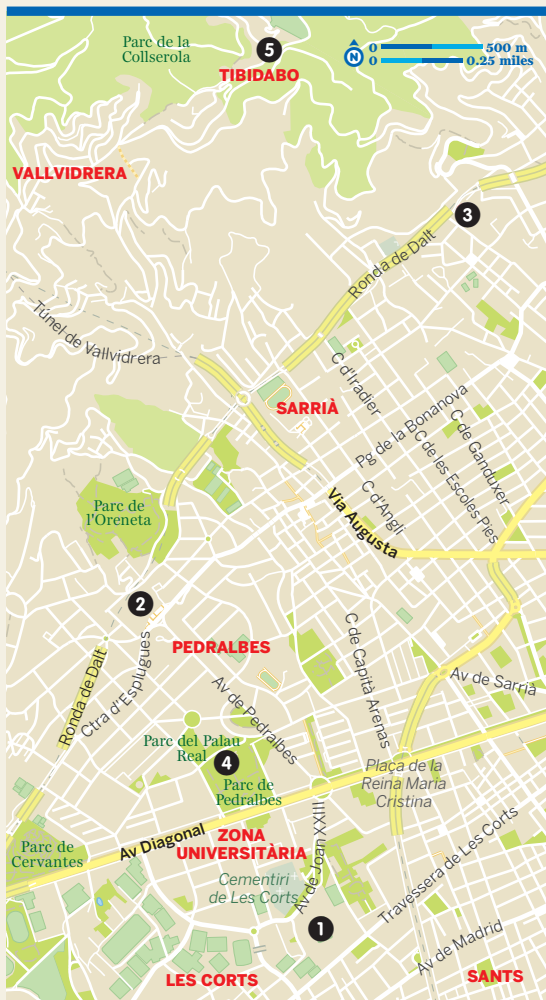 Parc de la
Collserola
5
TIBIDABO
N
0 500 m
0 0.25 miles
VALLVIDRERA
3
Ronda de Dalt
Túnel de Vallvidrera
C d'Iradier
SARRIÀ
Pg de la Bonanova
C de Ganduxer
C de les Escoles Pies
C d'Angli
Via Augusta
Parc de
l'Oreneta
2
PEDRALBES
C de Capità Arenas
Av de Sarrià
Ronda de Dalt
Ctra d'Esplugues
Av de Pedralbes
Parc del Palau
Real
4
Parc de
Pedralbes
Plaça de la
Reina Maria
Cristina
Av Diagonal
ZONA
UNIVERSITÀRIA
Parc de
Cervantes
Cementiri
de Les Corts
Av de Joan XXIII
Travessera de Les Corts
1
Av de Madrid
LES CORTS
SANTS